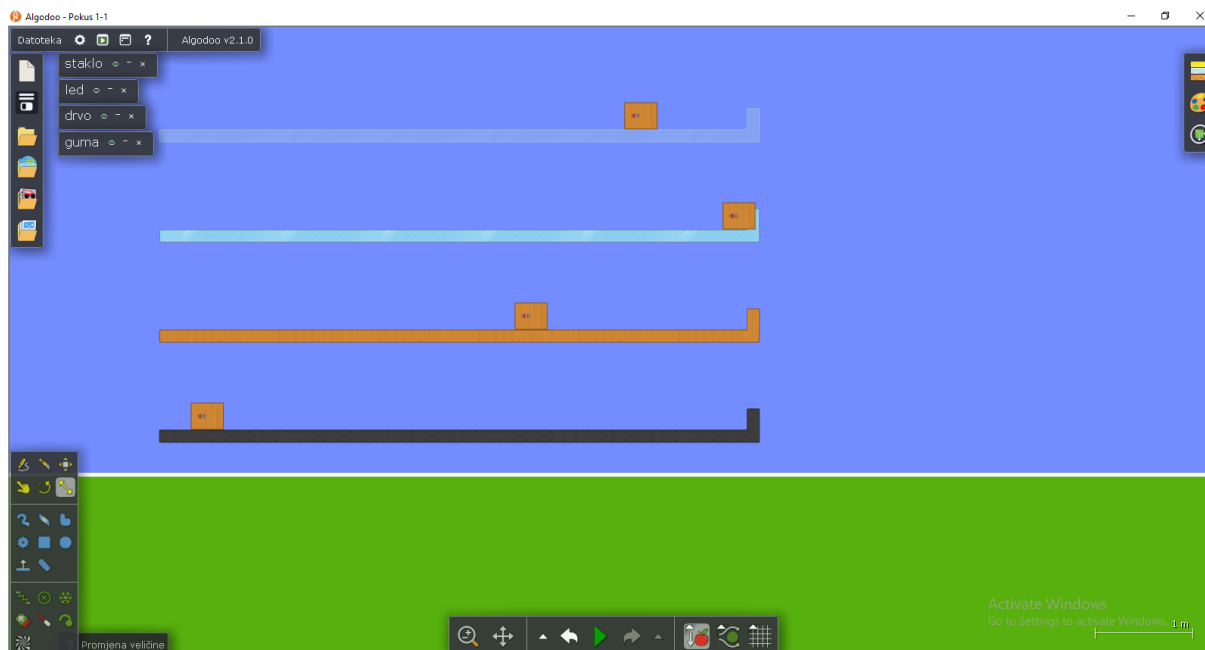 Algodoo - Pokus 1-1
Datoteka ? Algodoo v2.1.0
staklo
led
drvo
guma
Activate Windows
Go to Settings to activate Windows.
1 m
? Promjena veličine